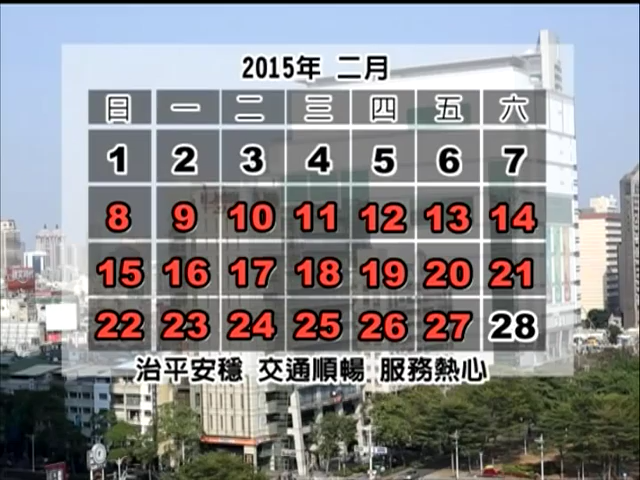 2015年 二月
日 一 二 三 四 五 六
1 2 3 4 5 6 7
8 9 10 11 12 13 14
15 16 17 18 19 20 21
22 23 24 25 26 27 28
治平安穩 交通順暢 服務熱心